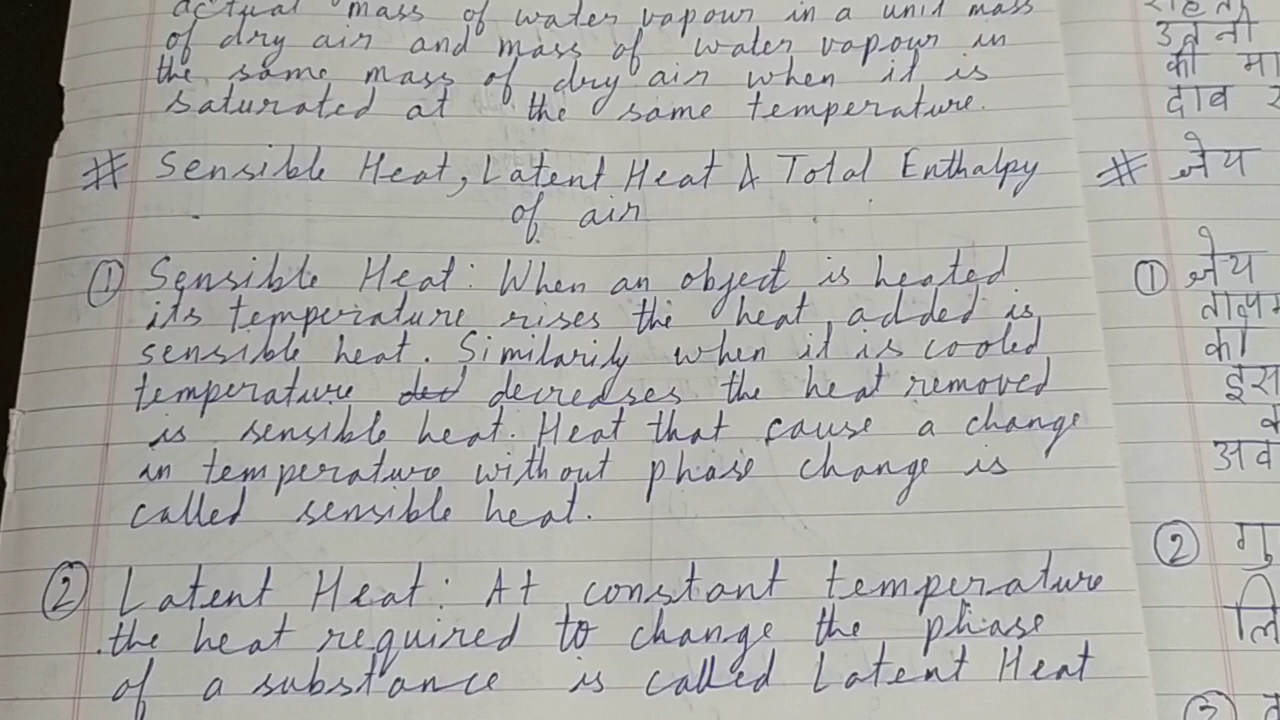 actual mass of water vapour in a unit mass
of dry air and mass of water vapour in
the same mass of dry air when it is
saturated at the same temperature.
# Sensible Heat, Latent Heat & Total Enthalpy
of air
① Sensible Heat: When an object is heated
its temperature rises the heat added is
sensible heat. Similarily when it is cooled
temperature decreases the heat removed
is sensible heat. Heat that cause a change
in temperature without phase change is
called sensible heat.
② Latent Heat: At constant temperature
the heat required to change the phase
of a substance is called Latent Heat
उतनी
की मा
दाब
# ज्ञेय
① ज्ञेय
का
इस
अव
②